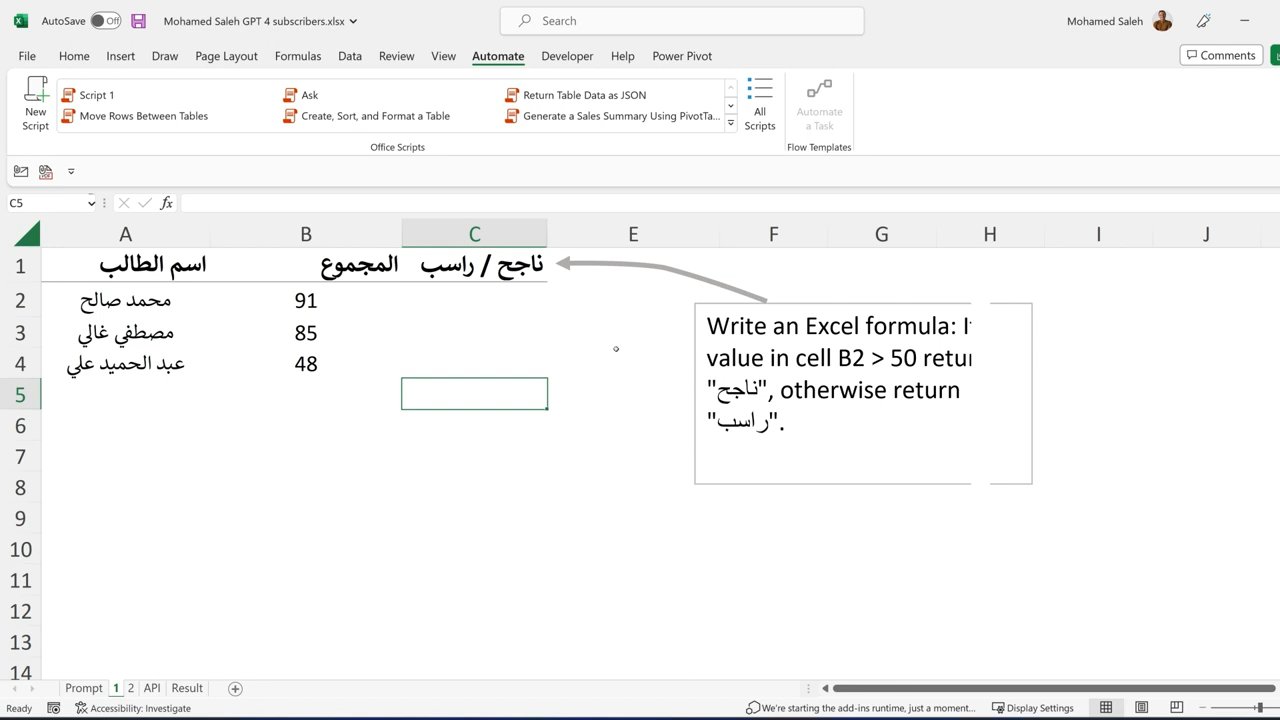 AutoSave Off Mohamed Saleh GPT 4 subscribers.xlsx Search Mohamed Saleh
File Home Insert Draw Page Layout Formulas Data Review View Automate Developer Help Power Pivot Comments
New Script
Script 1 Ask Return Table Data as JSON
Move Rows Between Tables Create, Sort, and Format a Table Generate a Sales Summary Using PivotTa...
All Scripts
Automate a Task
Office Scripts Flow Templates
C5 fx
A B C E F G H I J
1 اسم الطالب المجموع ناجح / راسب
2 محمد صالح 91
3 مصطفي غالي 85
4 عبد الحميد علي 48
5
6
7
8
9
10
11
12
13
14
Write an Excel formula:
value in cell B2 > 50
"ناجح", otherwise return
"راسب".
Prompt 1 2 API Result
Ready Accessibility: Investigate We're starting the add-ins runtime, just a moment... Display Settings